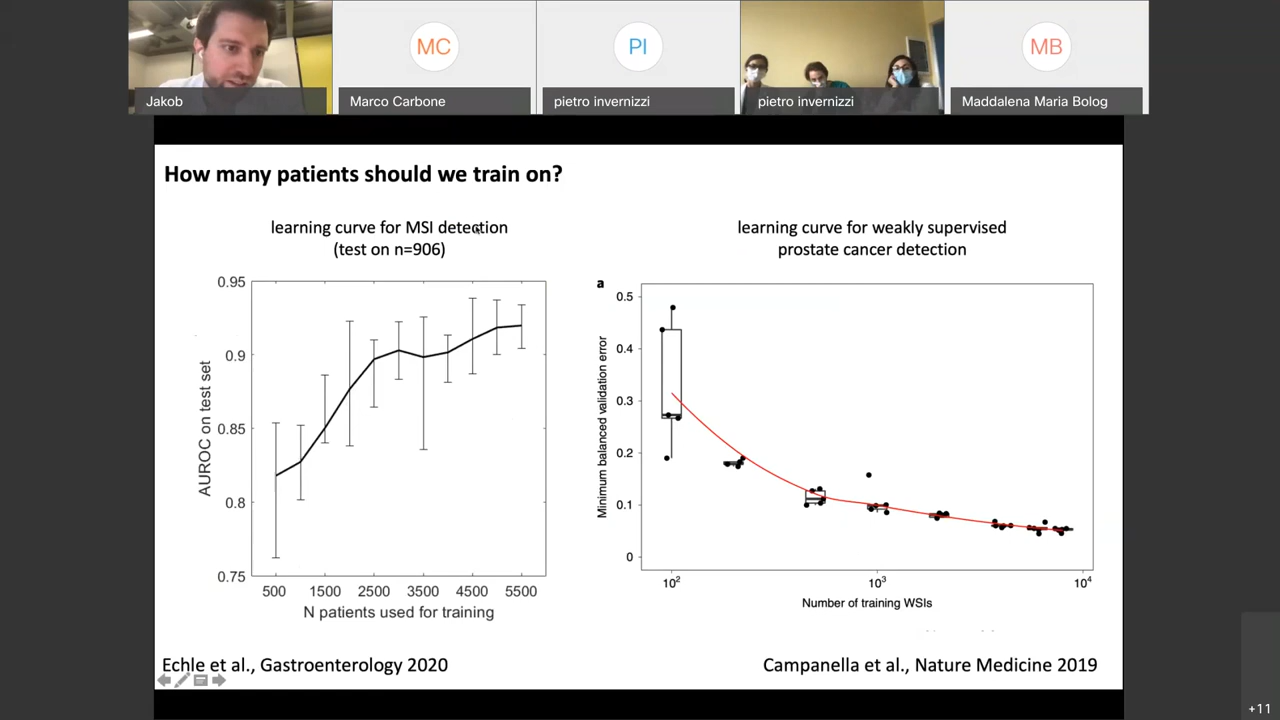 MC
PI
MB
Jakob
Marco Carbone
pietro invernizzi
pietro invernizzi
Maddalena Maria Bolog
How many patients should we train on?
learning curve for MSI detection
(test on n=906)
0.95
0.9
0.85
0.8
0.75
AUROC on test set
500 1500 2500 3500 4500 5500
N patients used for training
Echle et al., Gastroenterology 2020
learning curve for weakly supervised
prostate cancer detection
a
0.5
0.4
0.3
0.2
0.1
0
Minimum balanced validation error
10² 10³ 10⁴
Number of training WSIs
Campanella et al., Nature Medicine 2019
+11